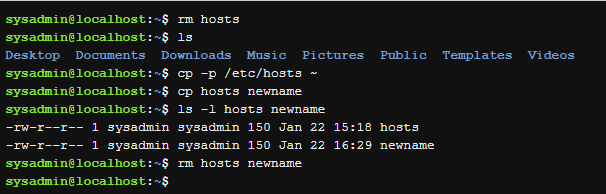 sysadmin@localhost:~$ rm hosts
sysadmin@localhost:~$ ls
Desktop  Documents  Downloads  Music  Pictures  Public  Templates  Videos
sysadmin@localhost:~$ cp -p /etc/hosts ~
sysadmin@localhost:~$ cp hosts newname
sysadmin@localhost:~$ ls -l hosts newname
-rw-r--r-- 1 sysadmin sysadmin 150 Jan 22 15:18 hosts
-rw-r--r-- 1 sysadmin sysadmin 150 Jan 22 16:29 newname
sysadmin@localhost:~$ rm hosts newname
sysadmin@localhost:~$